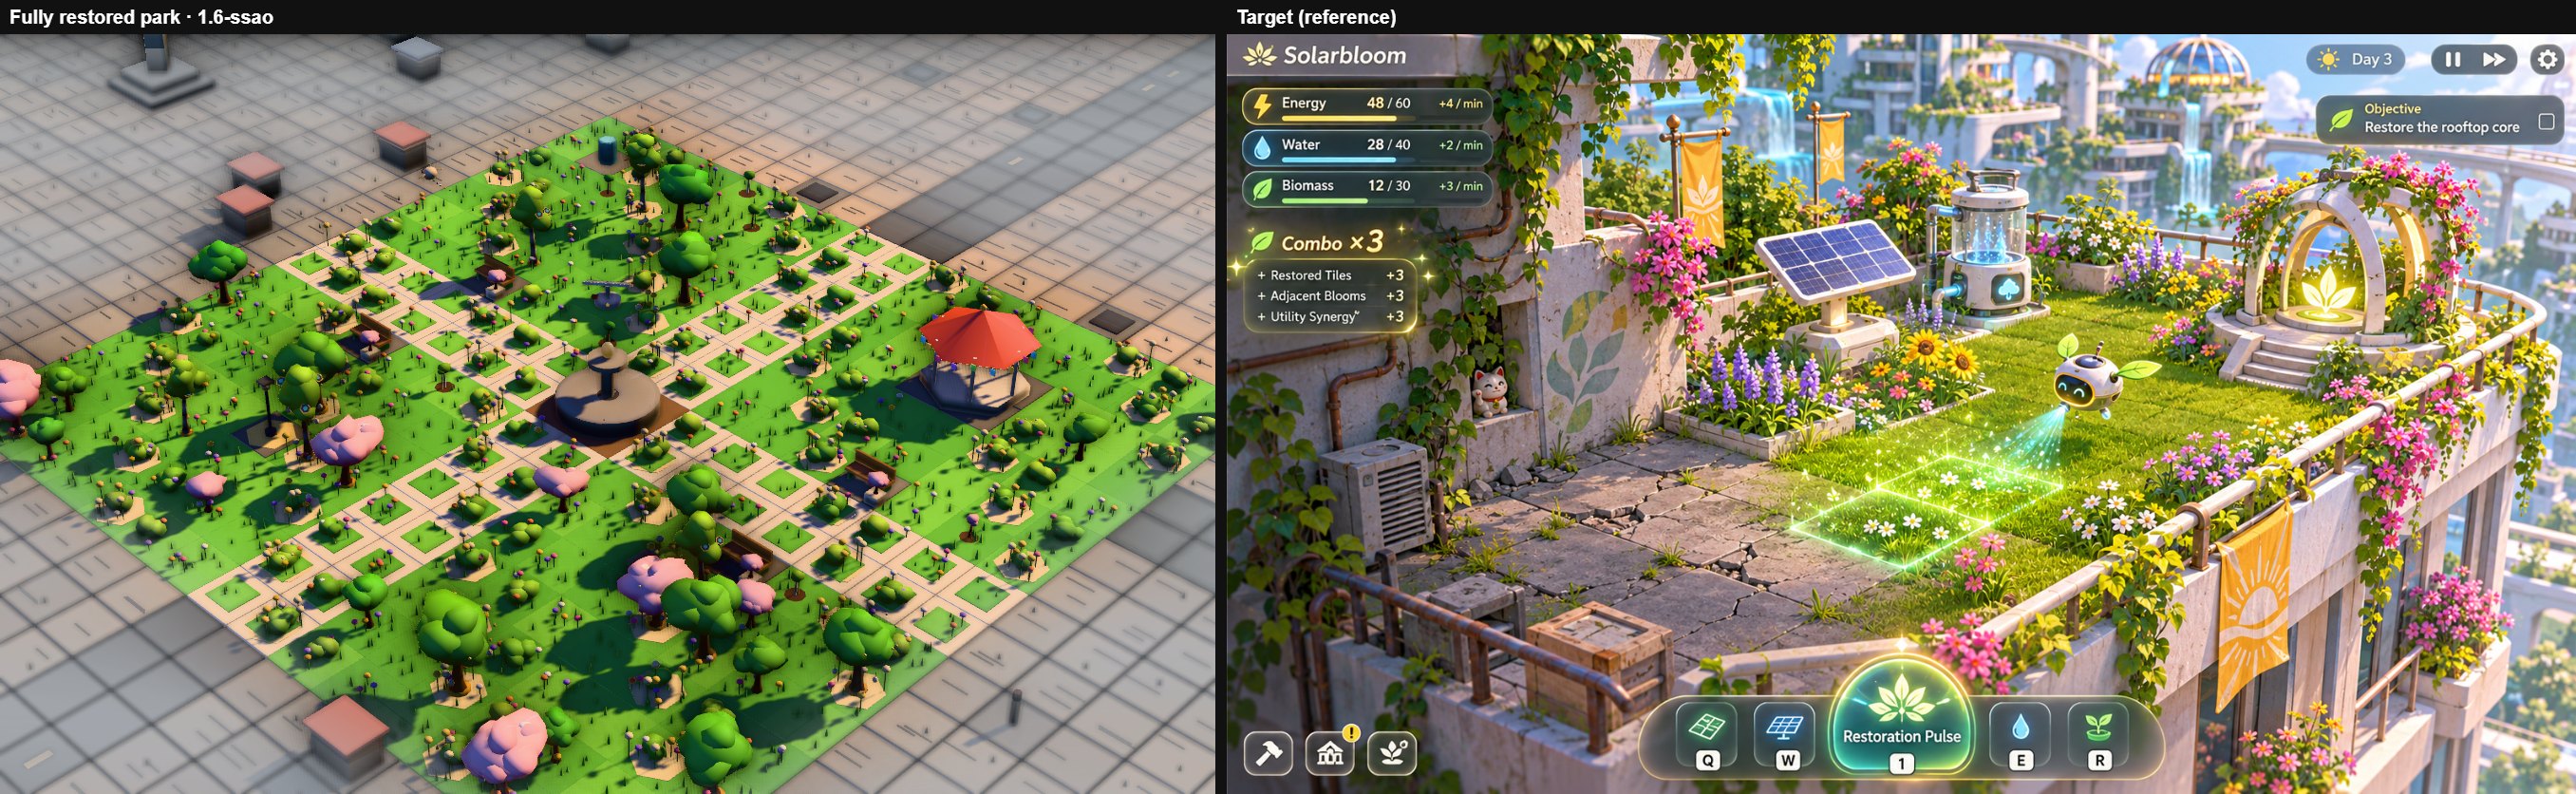 Fully restored park · 1.6-ssao
Target (reference)
Solarbloom
Energy 48 / 60 +4 / min
Water 28 / 40 +2 / min
Biomass 12 / 30 +3 / min
Combo ×3
+ Restored Tiles +3
+ Adjacent Blooms +3
+ Utility Synergy +3
Day 3
Objective
Restore the rooftop core
!
Restoration Pulse
Q W 1 E R